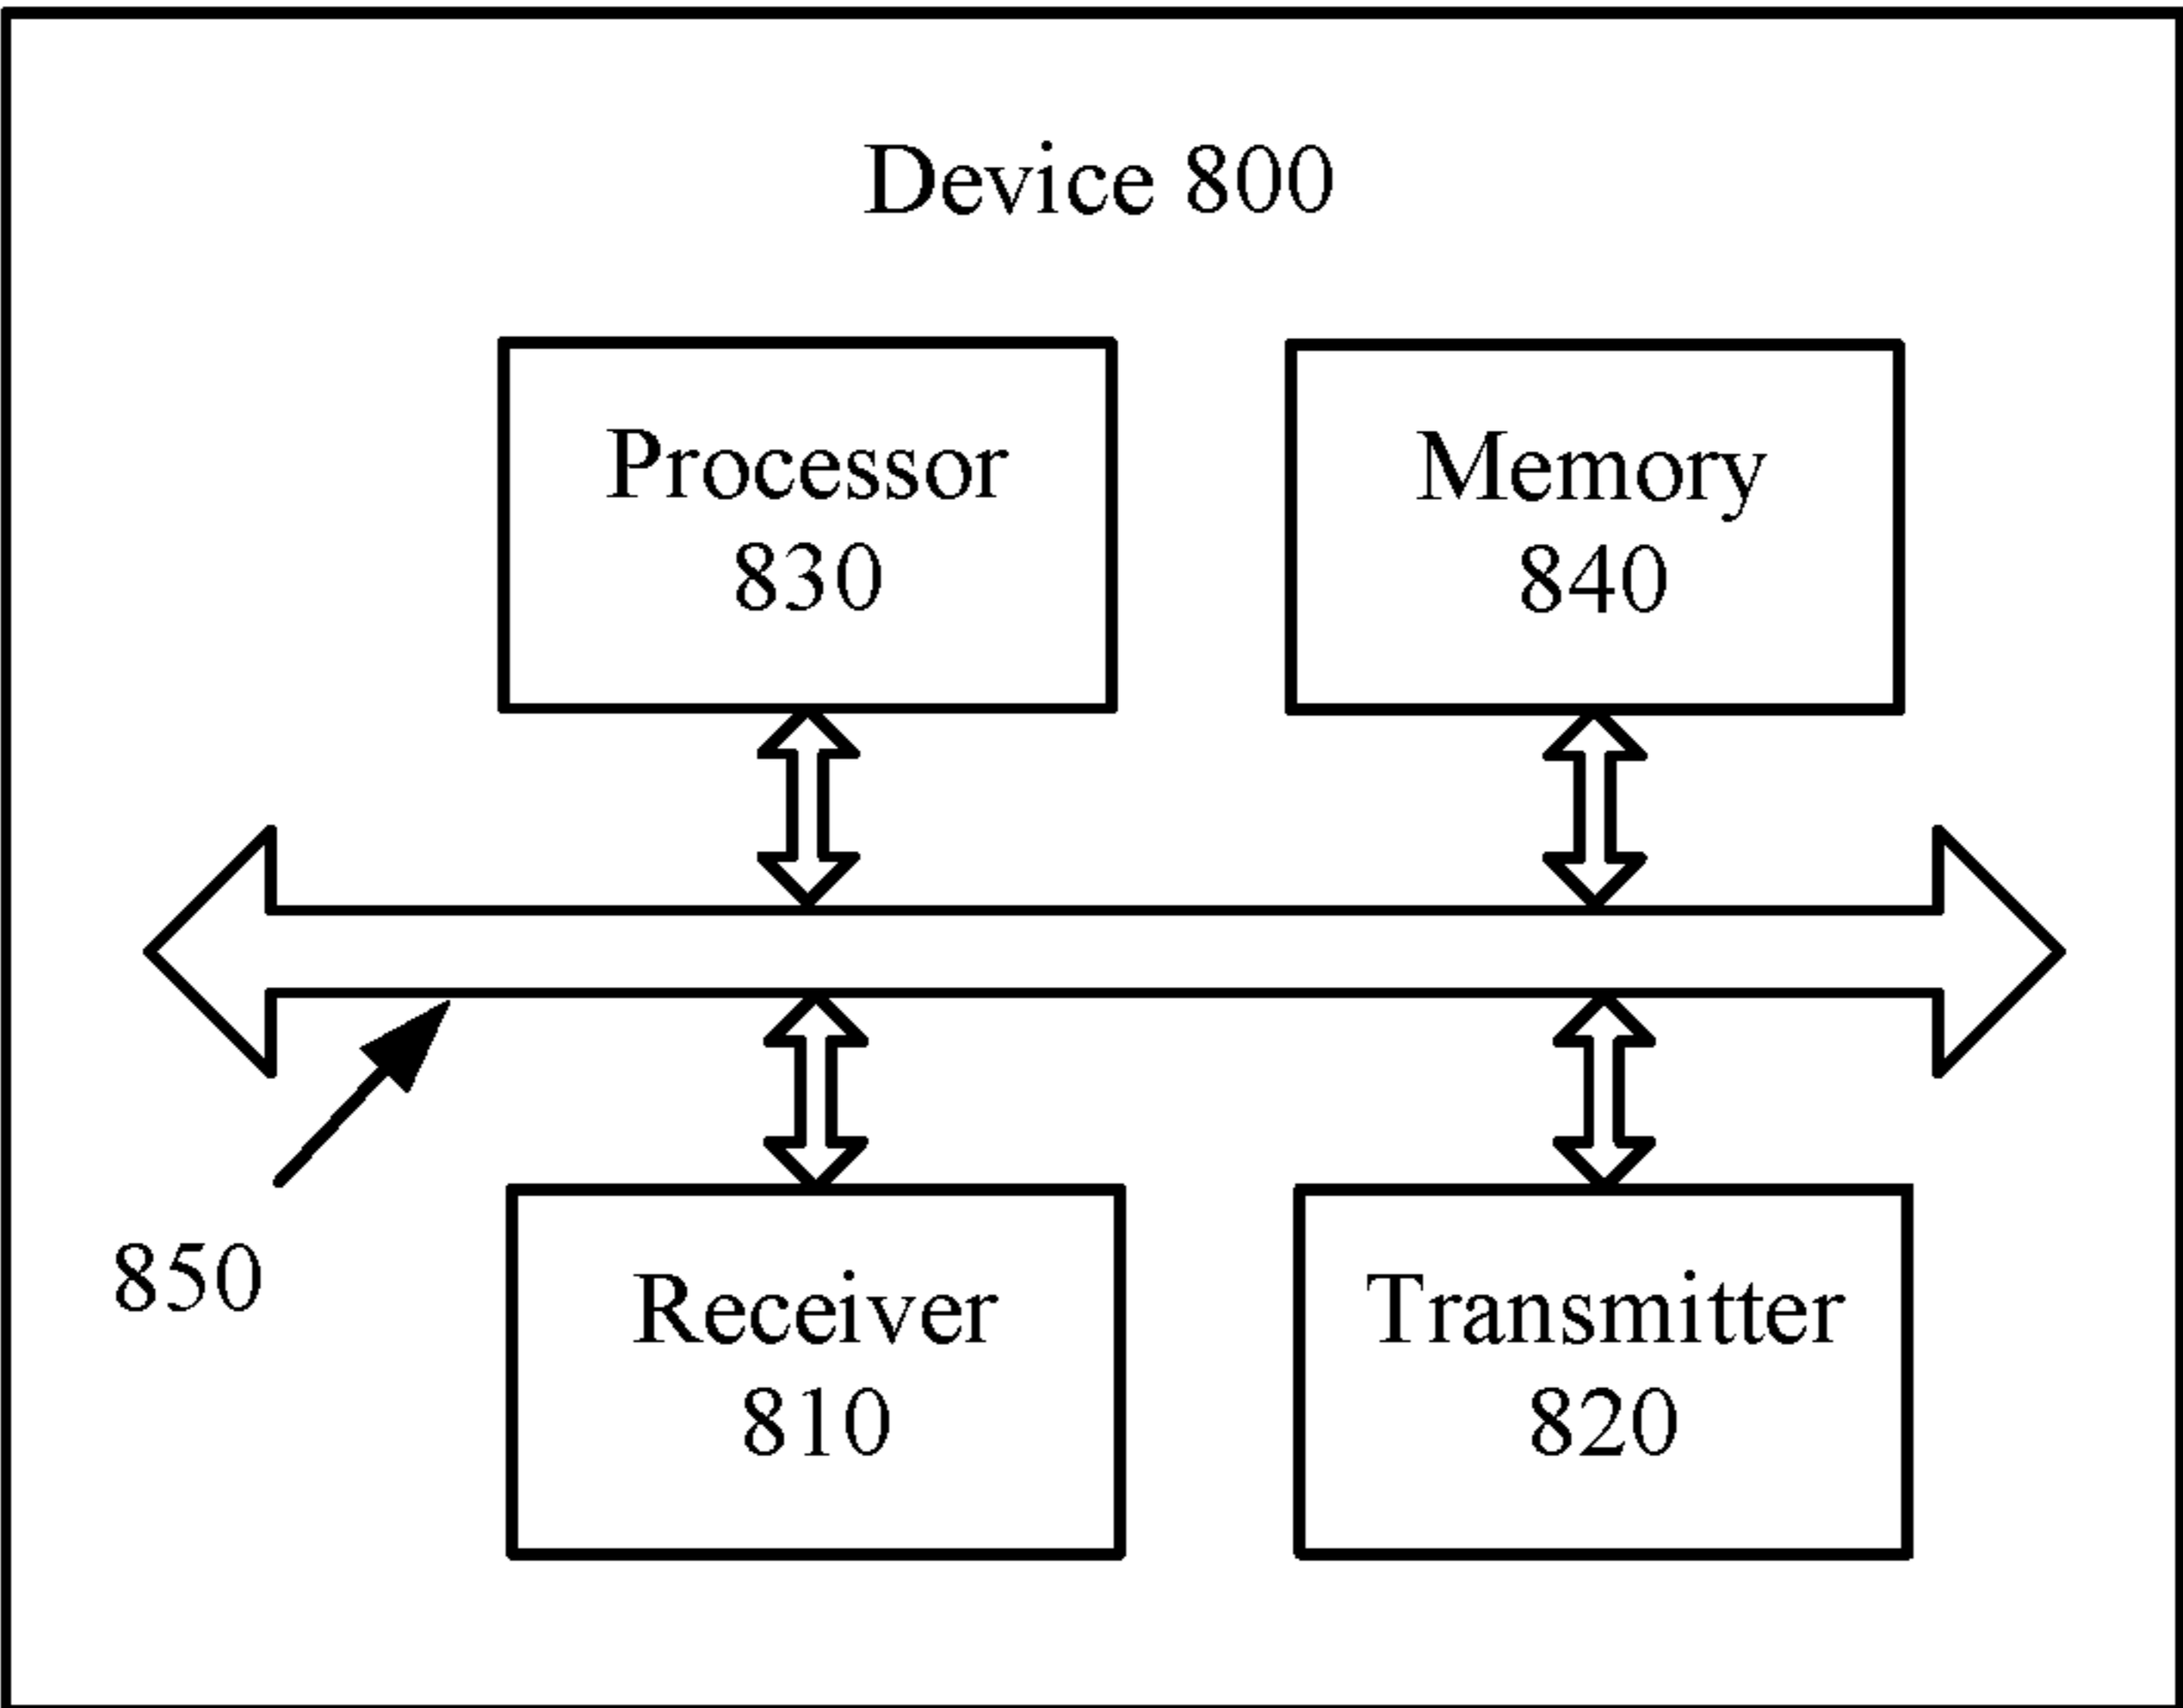 Device 800
Processor
830
Memory
840
850
Receiver
810
Transmitter
820